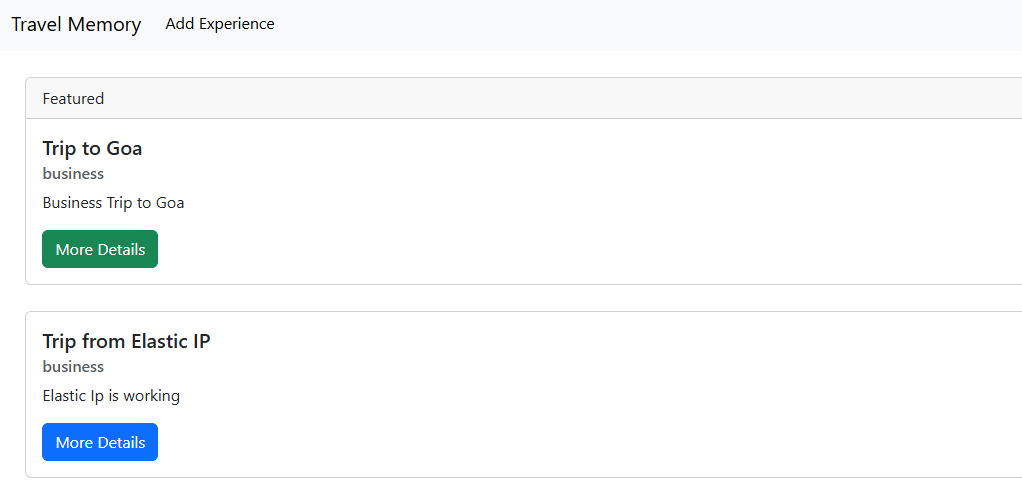 Travel Memory Add Experience
Featured
Trip to Goa
business
Business Trip to Goa
More Details
Trip from Elastic IP
business
Elastic Ip is working
More Details